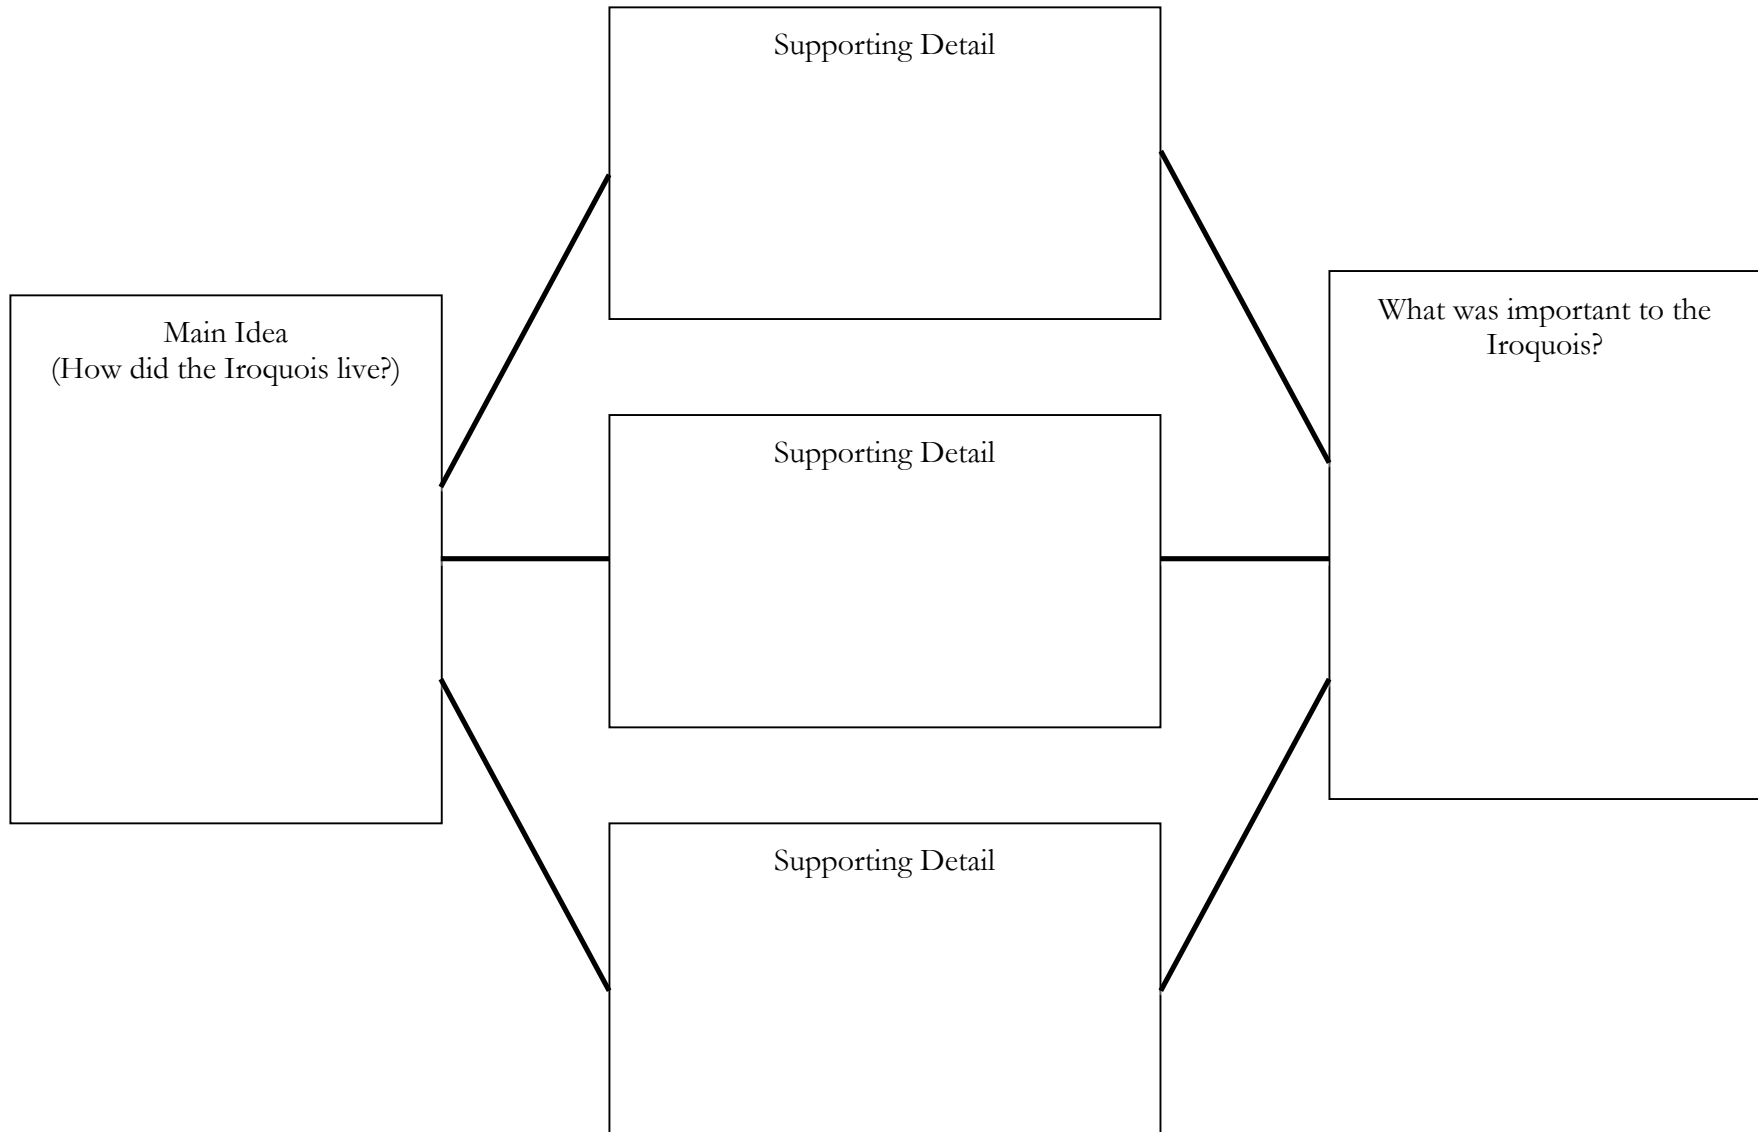 Supporting Detail
Main Idea
(How did the Iroquois live?)
Supporting Detail
Supporting Detail
What was important to the
Iroquois?